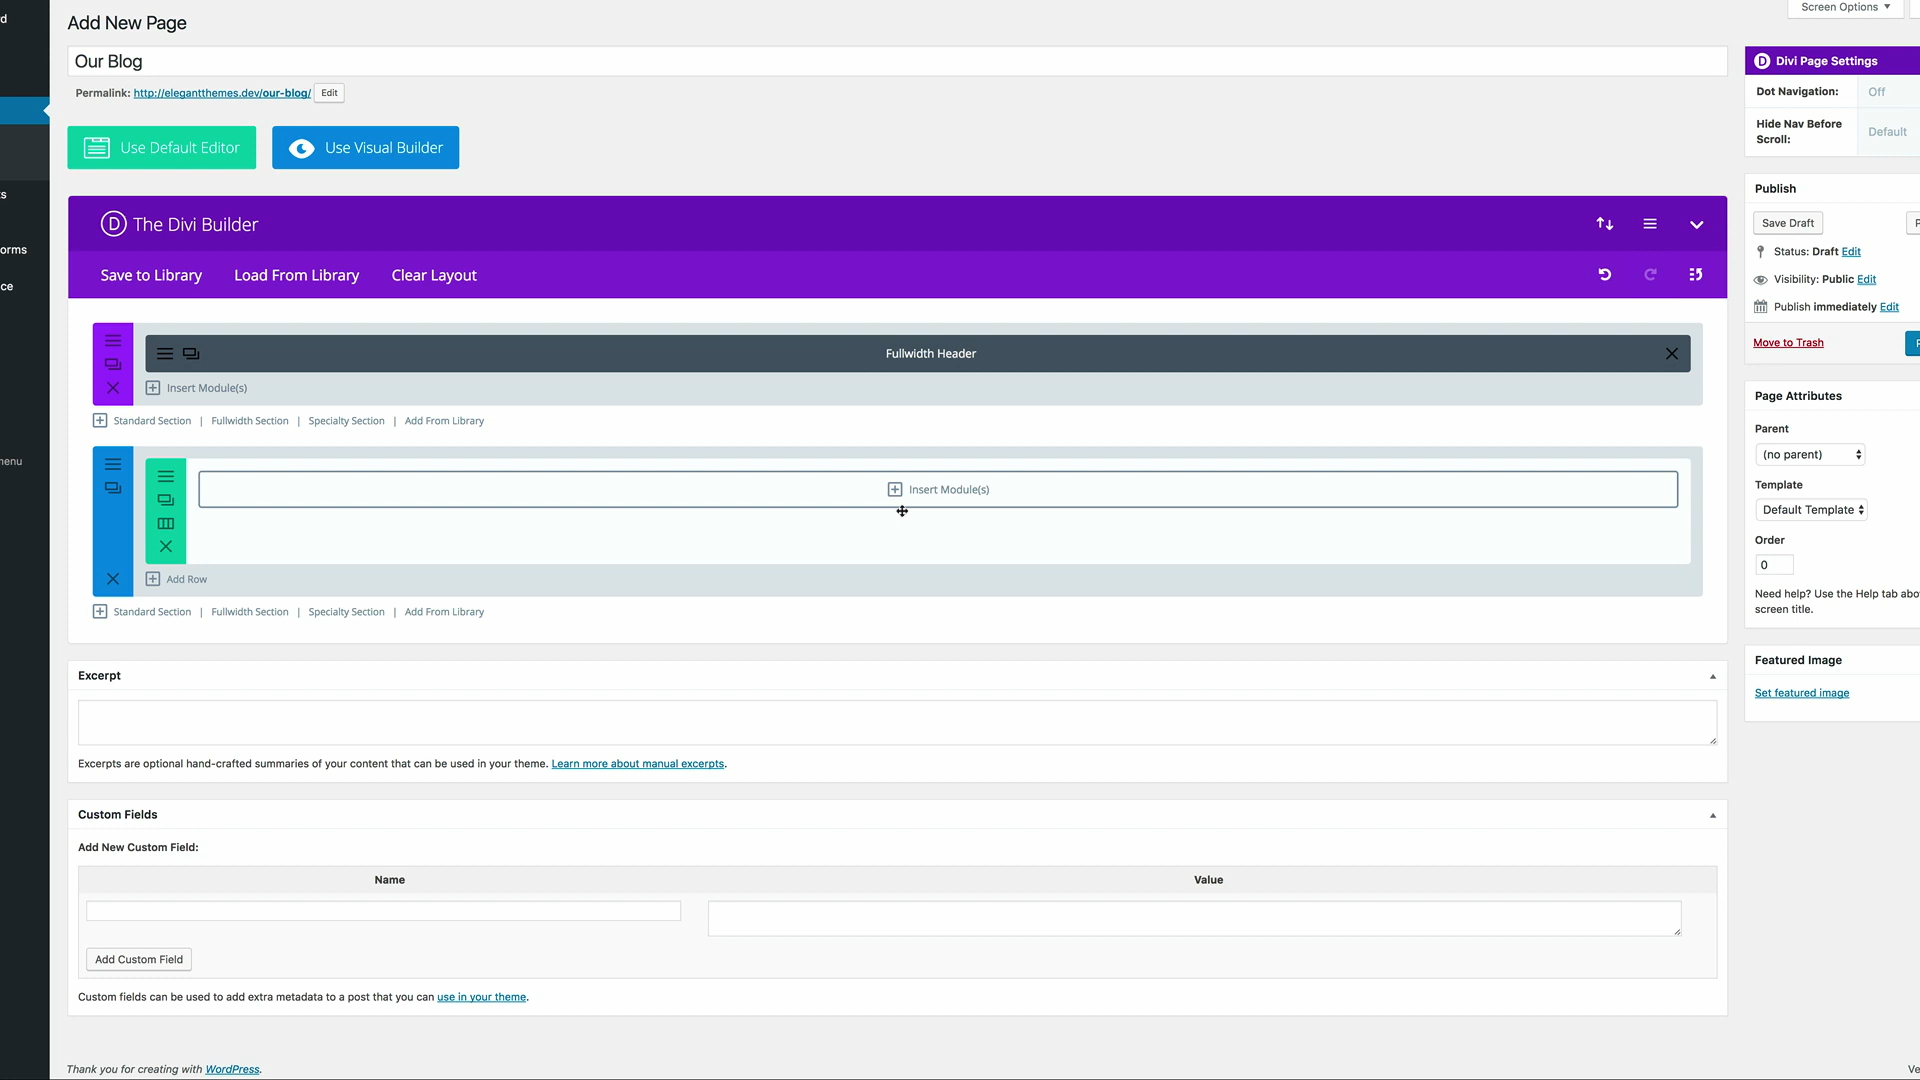 d
Add New Page
Screen Options ▼
Our Blog
Permalink: http://elegantthemes.dev/our-blog/ Edit
Use Default Editor
Use Visual Builder
D The Divi Builder
Save to Library
Load From Library
Clear Layout
Fullwidth Header
Insert Module(s)
Standard Section | Fullwidth Section | Specialty Section | Add From Library
Insert Module(s)
Add Row
Standard Section | Fullwidth Section | Specialty Section | Add From Library
Excerpt
Excerpts are optional hand-crafted summaries of your content that can be used in your theme. Learn more about manual excerpts.
Custom Fields
Add New Custom Field:
Name
Value
Add Custom Field
Custom fields can be used to add extra metadata to a post that you can use in your theme.
Thank you for creating with WordPress.
s
orms
ce
menu
D Divi Page Settings
Dot Navigation:
Off
Hide Nav Before
Scroll:
Default
Publish
Save Draft
P
Status: Draft Edit
Visibility: Public Edit
Publish immediately Edit
Move to Trash
P
Page Attributes
Parent
(no parent)
Template
Default Template
Order
0
Need help? Use the Help tab abo
screen title.
Featured Image
Set featured image
Ve